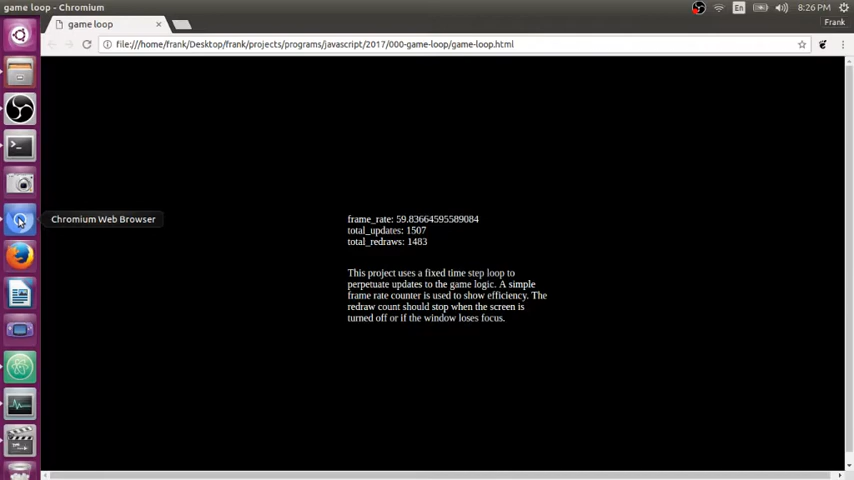 game loop - Chromium
En
8:26 PM
game loop
Frank
file:///home/frank/Desktop/frank/projects/programs/javascript/2017/000-game-loop/game-loop.html
Chromium Web Browser
frame_rate: 59.83664595589084
total_updates: 1507
total_redraws: 1483
This project uses a fixed time step loop to
perpetuate updates to the game logic. A simple
frame rate counter is used to show efficiency. The
redraw count should stop when the screen is
turned off or if the window loses focus.